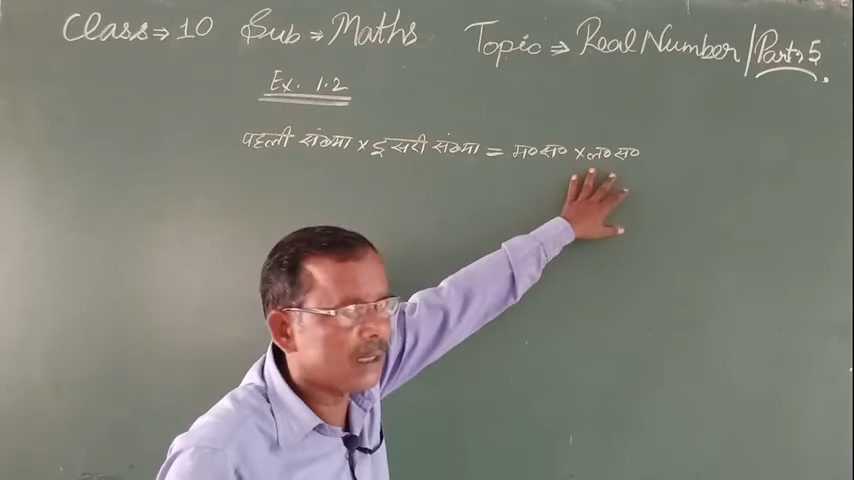 Class⇒10 Sub⇒Maths Topic⇒Real Number/Part⇒5
Ex. 1.2
पहली संख्या × दूसरी संख्या = म०स० × ल०स०